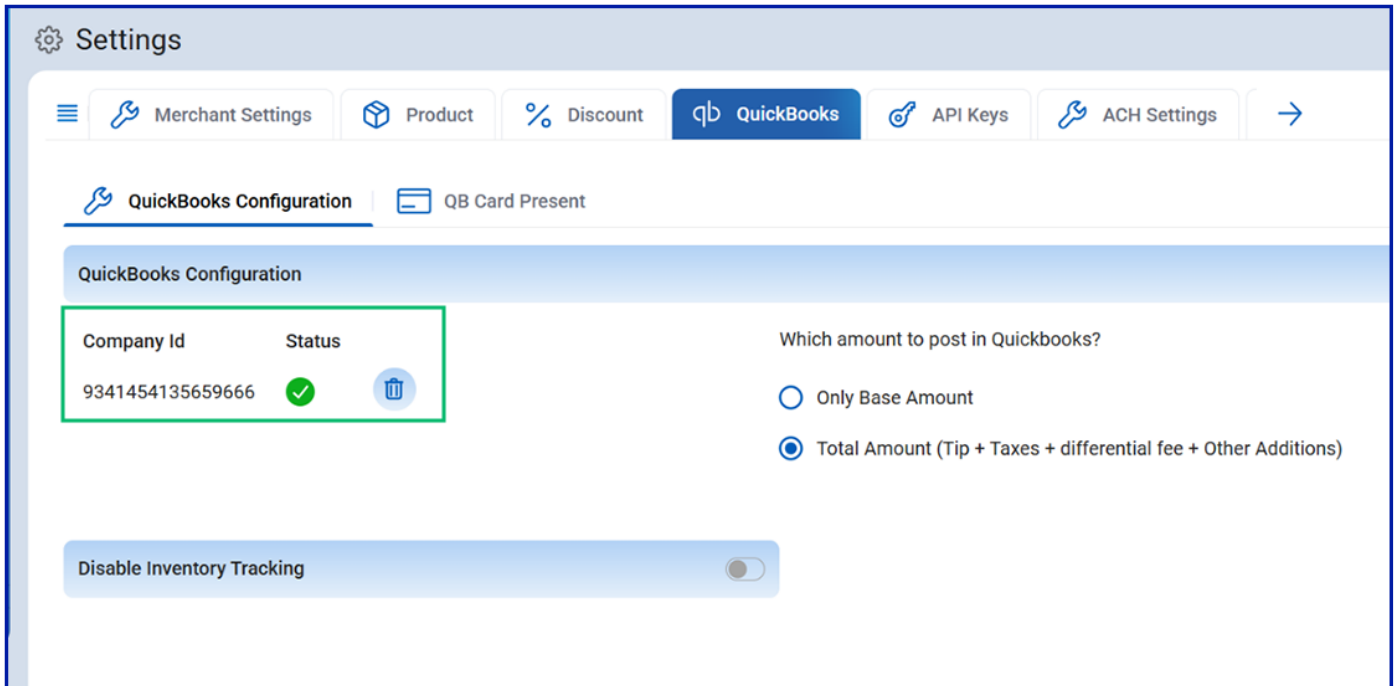 Settings
Merchant Settings Product Discount qb QuickBooks API Keys ACH Settings
QuickBooks Configuration QB Card Present
QuickBooks Configuration
Company Id Status
9341454135659666
Which amount to post in Quickbooks?
Only Base Amount
Total Amount (Tip + Taxes + differential fee + Other Additions)
Disable Inventory Tracking